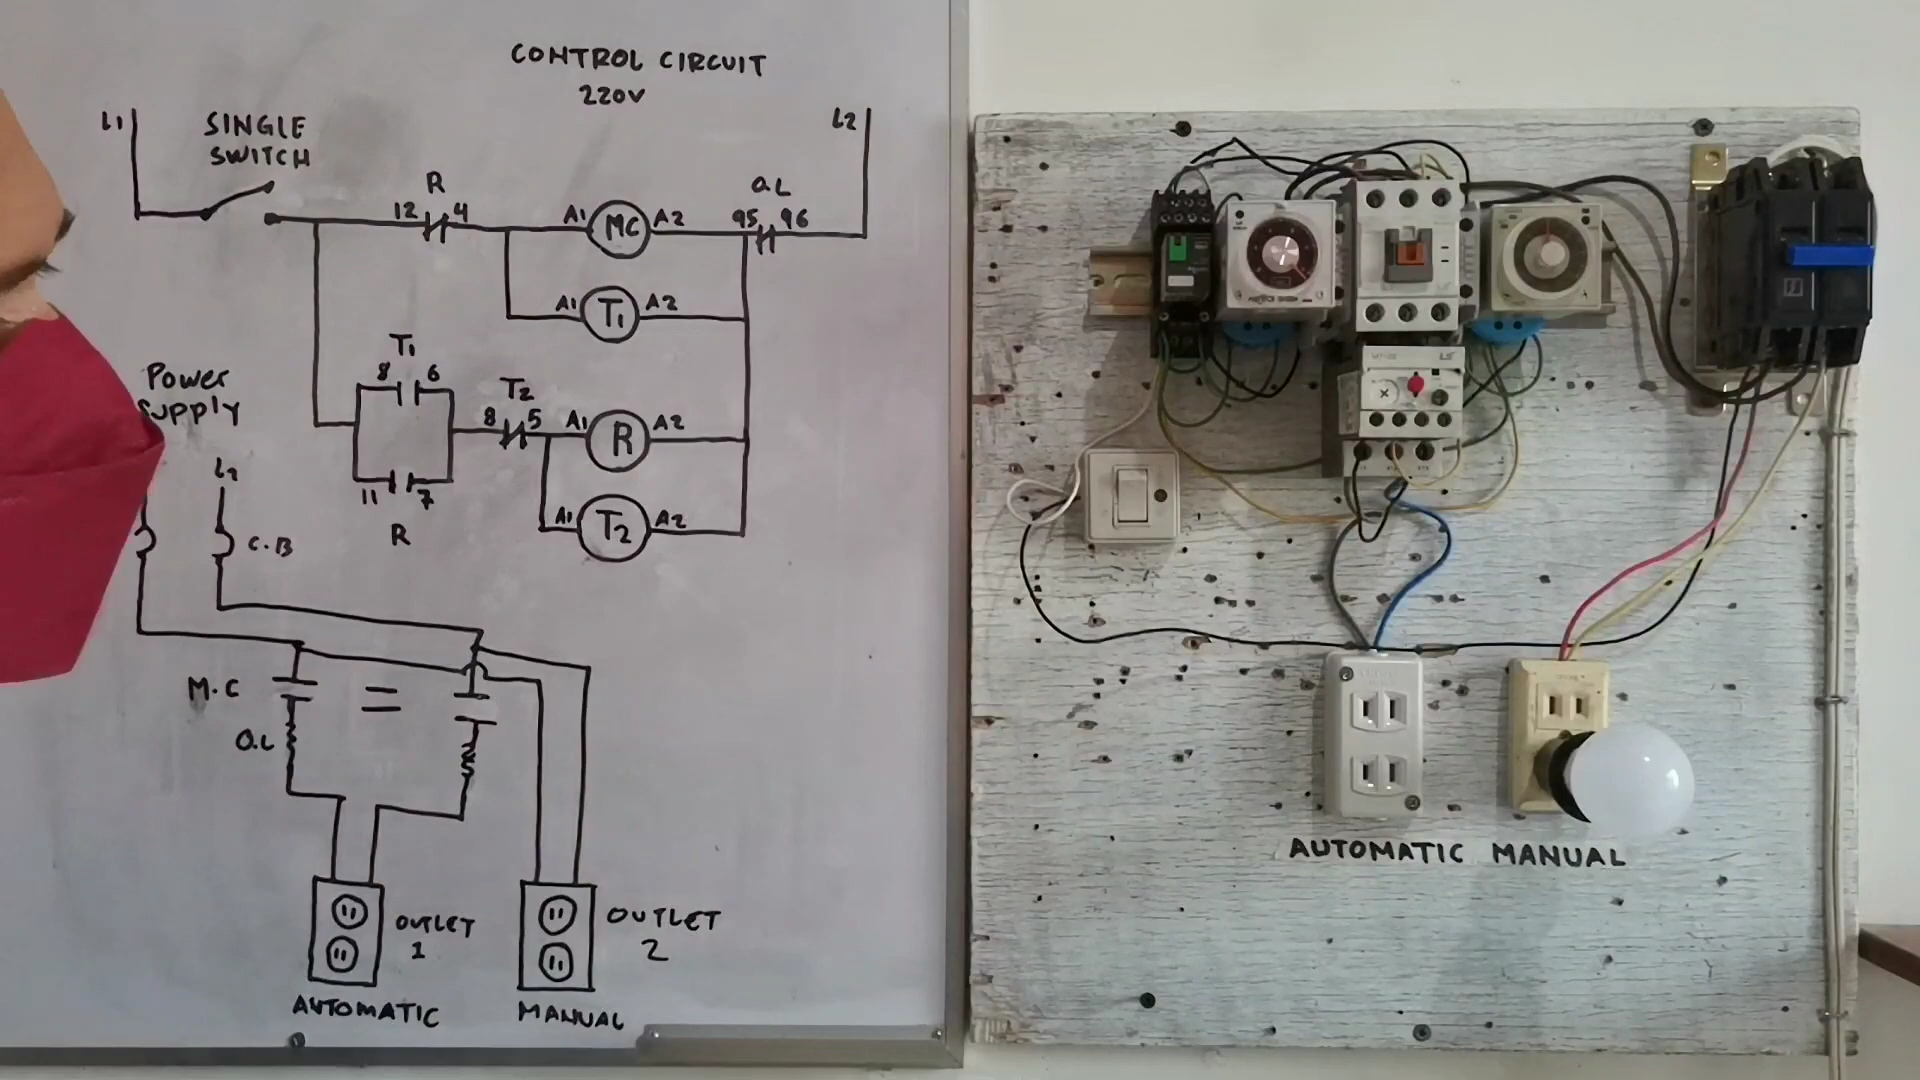 CONTROL CIRCUIT
220V
L1
SINGLE
SWITCH
L2
R
12
4
A1
MC
A2
O.L
95
96
A1
T1
A2
T1
8
6
T2
8
5
A1
R
A2
11
7
R
A1
T2
A2
Power
Supply
L2
C.B
M.C
O.L
OUTLET
1
OUTLET
2
AUTOMATIC
MANUAL
LS
AUTOMATIC MANUAL